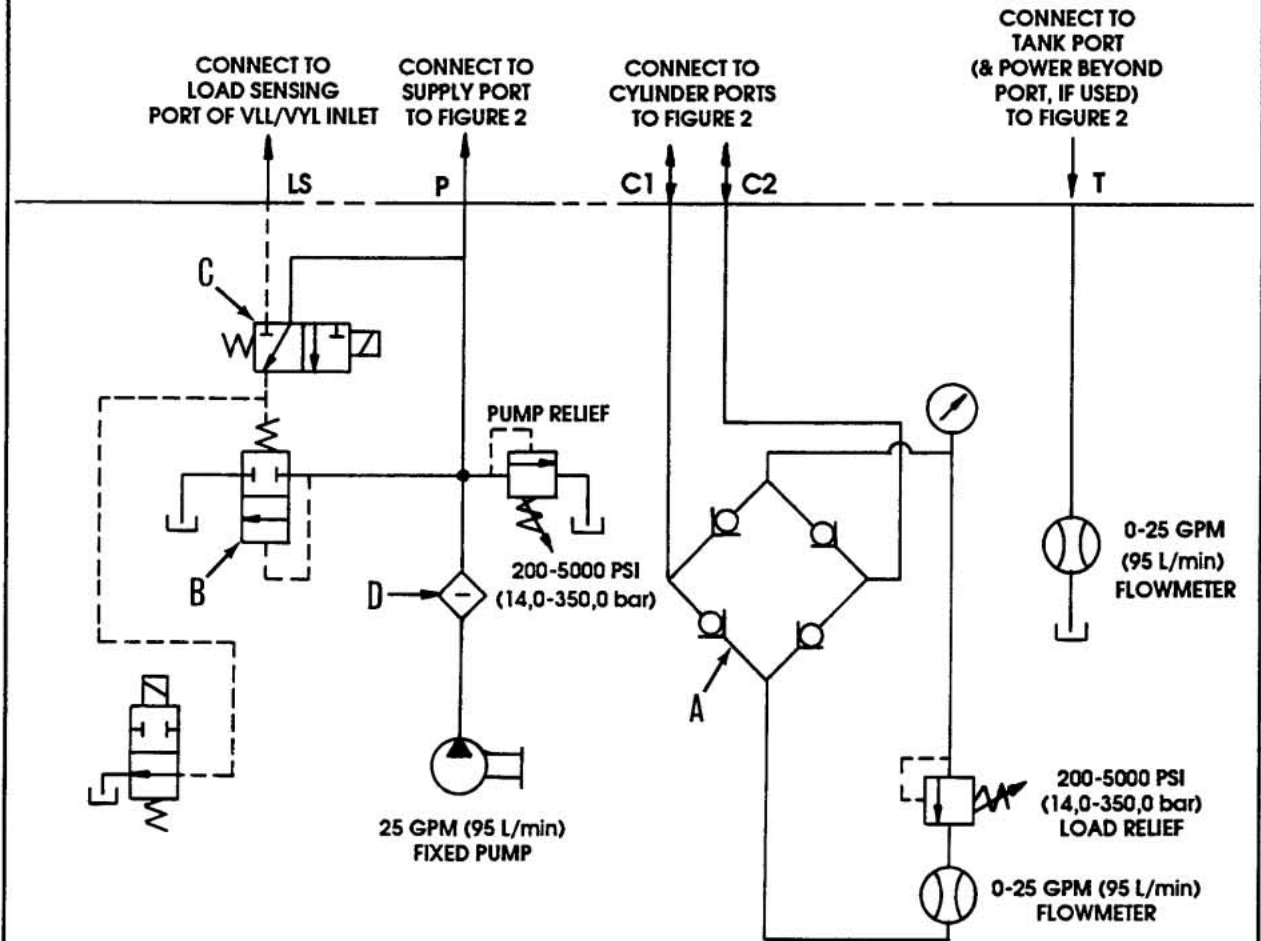 CONNECT TO
LOAD SENSING
PORT OF VLL/VYL INLET
CONNECT TO
SUPPLY PORT
TO FIGURE 2
CONNECT TO
CYLINDER PORTS
TO FIGURE 2
CONNECT TO
TANK PORT
(& POWER BEYOND
PORT, IF USED)
TO FIGURE 2
LS
P
C1
C2
T
C
PUMP RELIEF
B
D
200-5000 PSI
(14,0-350,0 bar)
0-25 GPM
(95 L/min)
FLOWMETER
A
25 GPM (95 L/min)
FIXED PUMP
200-5000 PSI
(14,0-350,0 bar)
LOAD RELIEF
0-25 GPM (95 L/min)
FLOWMETER